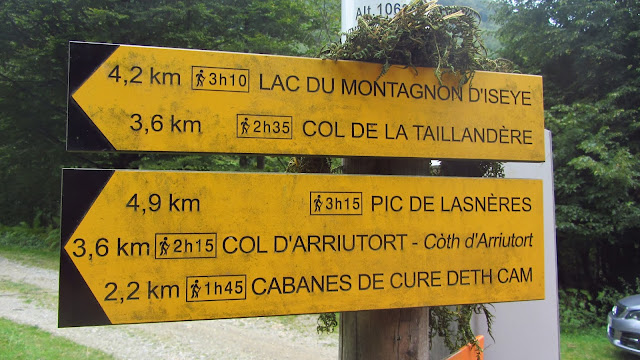 Alt. 106
4,2 km 3h10 LAC DU MONTAGNON D'ISEYE
3,6 km 2h35 COL DE LA TAILLANDÈRE
4,9 km 3h15 PIC DE LASNÈRES
3,6 km 2h15 COL D'ARRIUTORT - Còth d'Arriutort
2,2 km 1h45 CABANES DE CURE DETH CAM